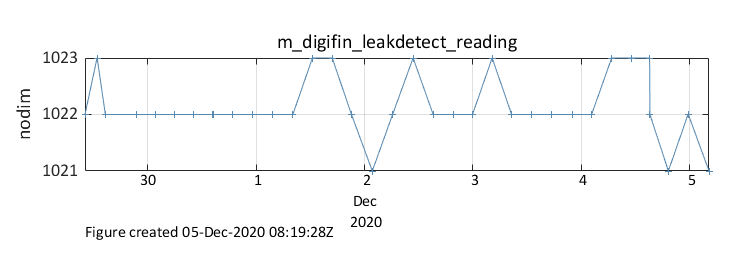 m_digifin_leakdetect_reading
1023
1022
1021
nodim
30 1 2 3 4 5
Dec
2020
Figure created 05-Dec-2020 08:19:28Z